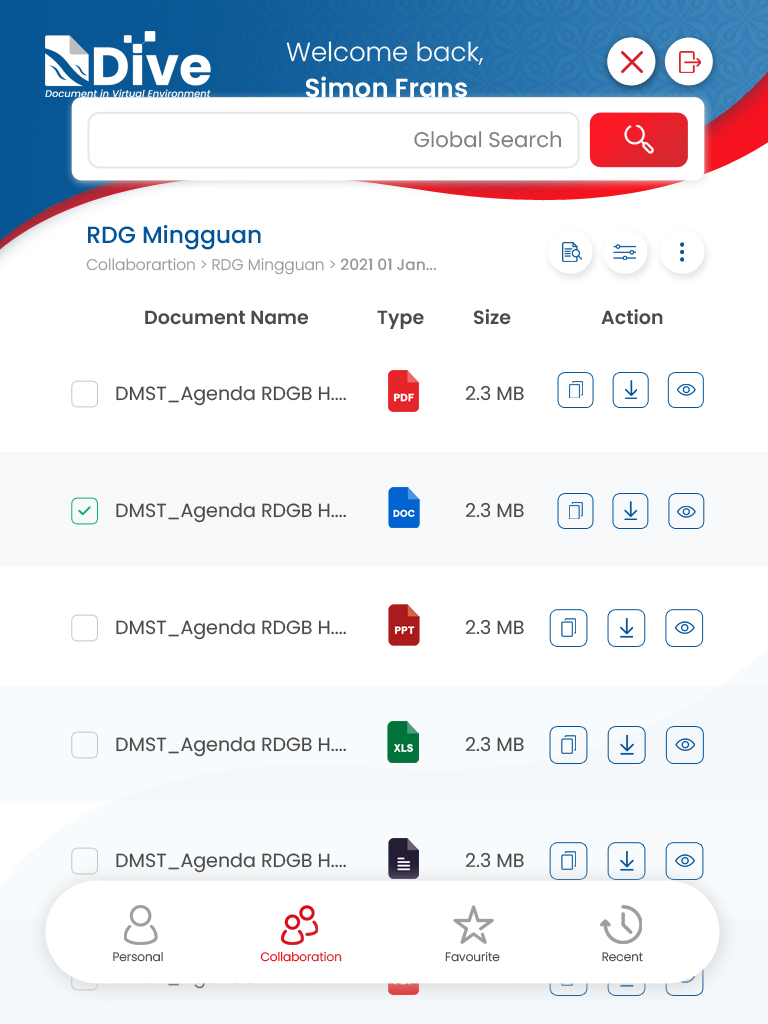 Dive
Document in Virtual Environment
Welcome back,
Simon Frans
Global Search
RDG Mingguan
Collaborartion > RDG Mingguan > 2021 01 Jan...
Document Name Type Size Action
DMST_Agenda RDGB H.... PDF 2.3 MB
DMST_Agenda RDGB H.... DOC 2.3 MB
DMST_Agenda RDGB H.... PPT 2.3 MB
DMST_Agenda RDGB H.... XLS 2.3 MB
DMST_Agenda RDGB H.... 2.3 MB
Personal Collaboration Favourite Recent